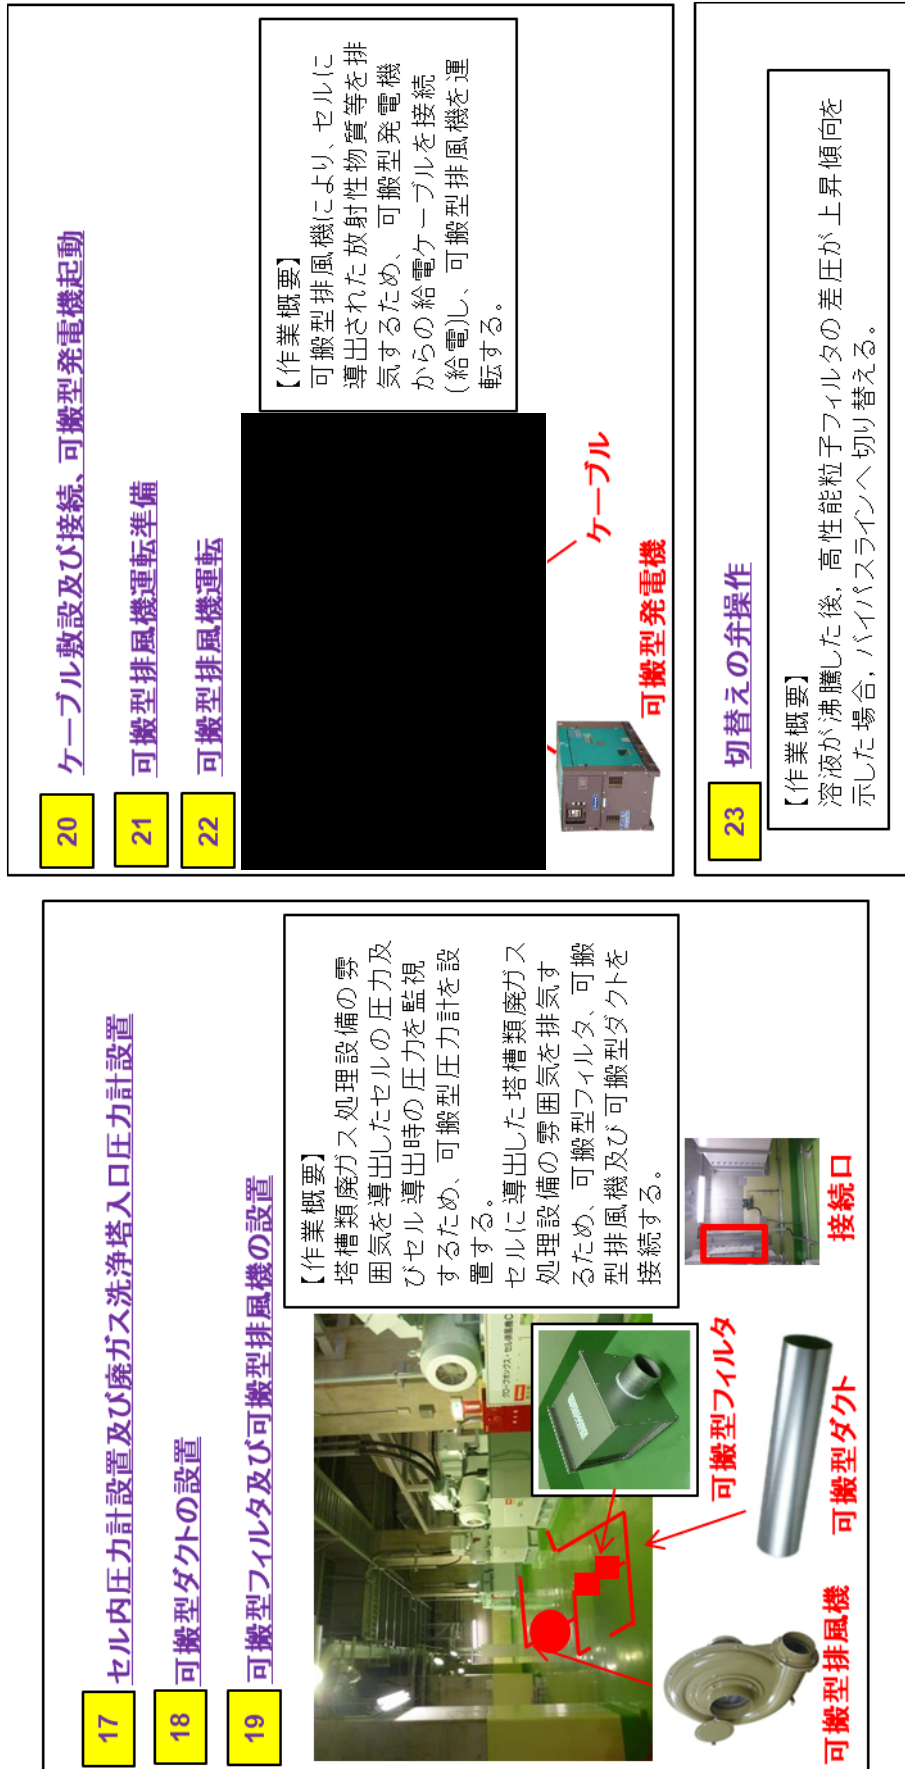 17
セル内圧力計設置及び廃ガス洗浄塔入口圧力計設置
18
可搬型ダクトの設置
19
可搬型フィルタ及び可搬型排風機の設置
【作業概要】
塔槽類廃ガス処理設備の雰
囲気を導出したセルの圧力及
びセル導出時の圧力を監視
するため、可搬型圧力計を設
置する。
セルに導出した塔槽類廃ガス
処理設備の雰囲気を排気す
るため、可搬型フィルタ、可搬
型排風機及び可搬型ダクトを
接続する。
グローブボックス・セル排風機C
可搬型フィルタ
可搬型排風機
可搬型ダクト
接続口
20
ケーブル敷設及び接続、可搬型発電機起動
21
可搬型排風機運転準備
22
可搬型排風機運転
【作業概要】
可搬型排風機により、セルに
導出された放射性物質等を排
気するため、可搬型発電機
からの給電ケーブルを接続
(給電)し、可搬型排風機を運
転する。
ケーブル
可搬型発電機
23
切替えの弁操作
【作業概要】
溶液が沸騰した後，高性能粒子フィルタの差圧が上昇傾向を
示した場合，バイパスラインへ切り替える。